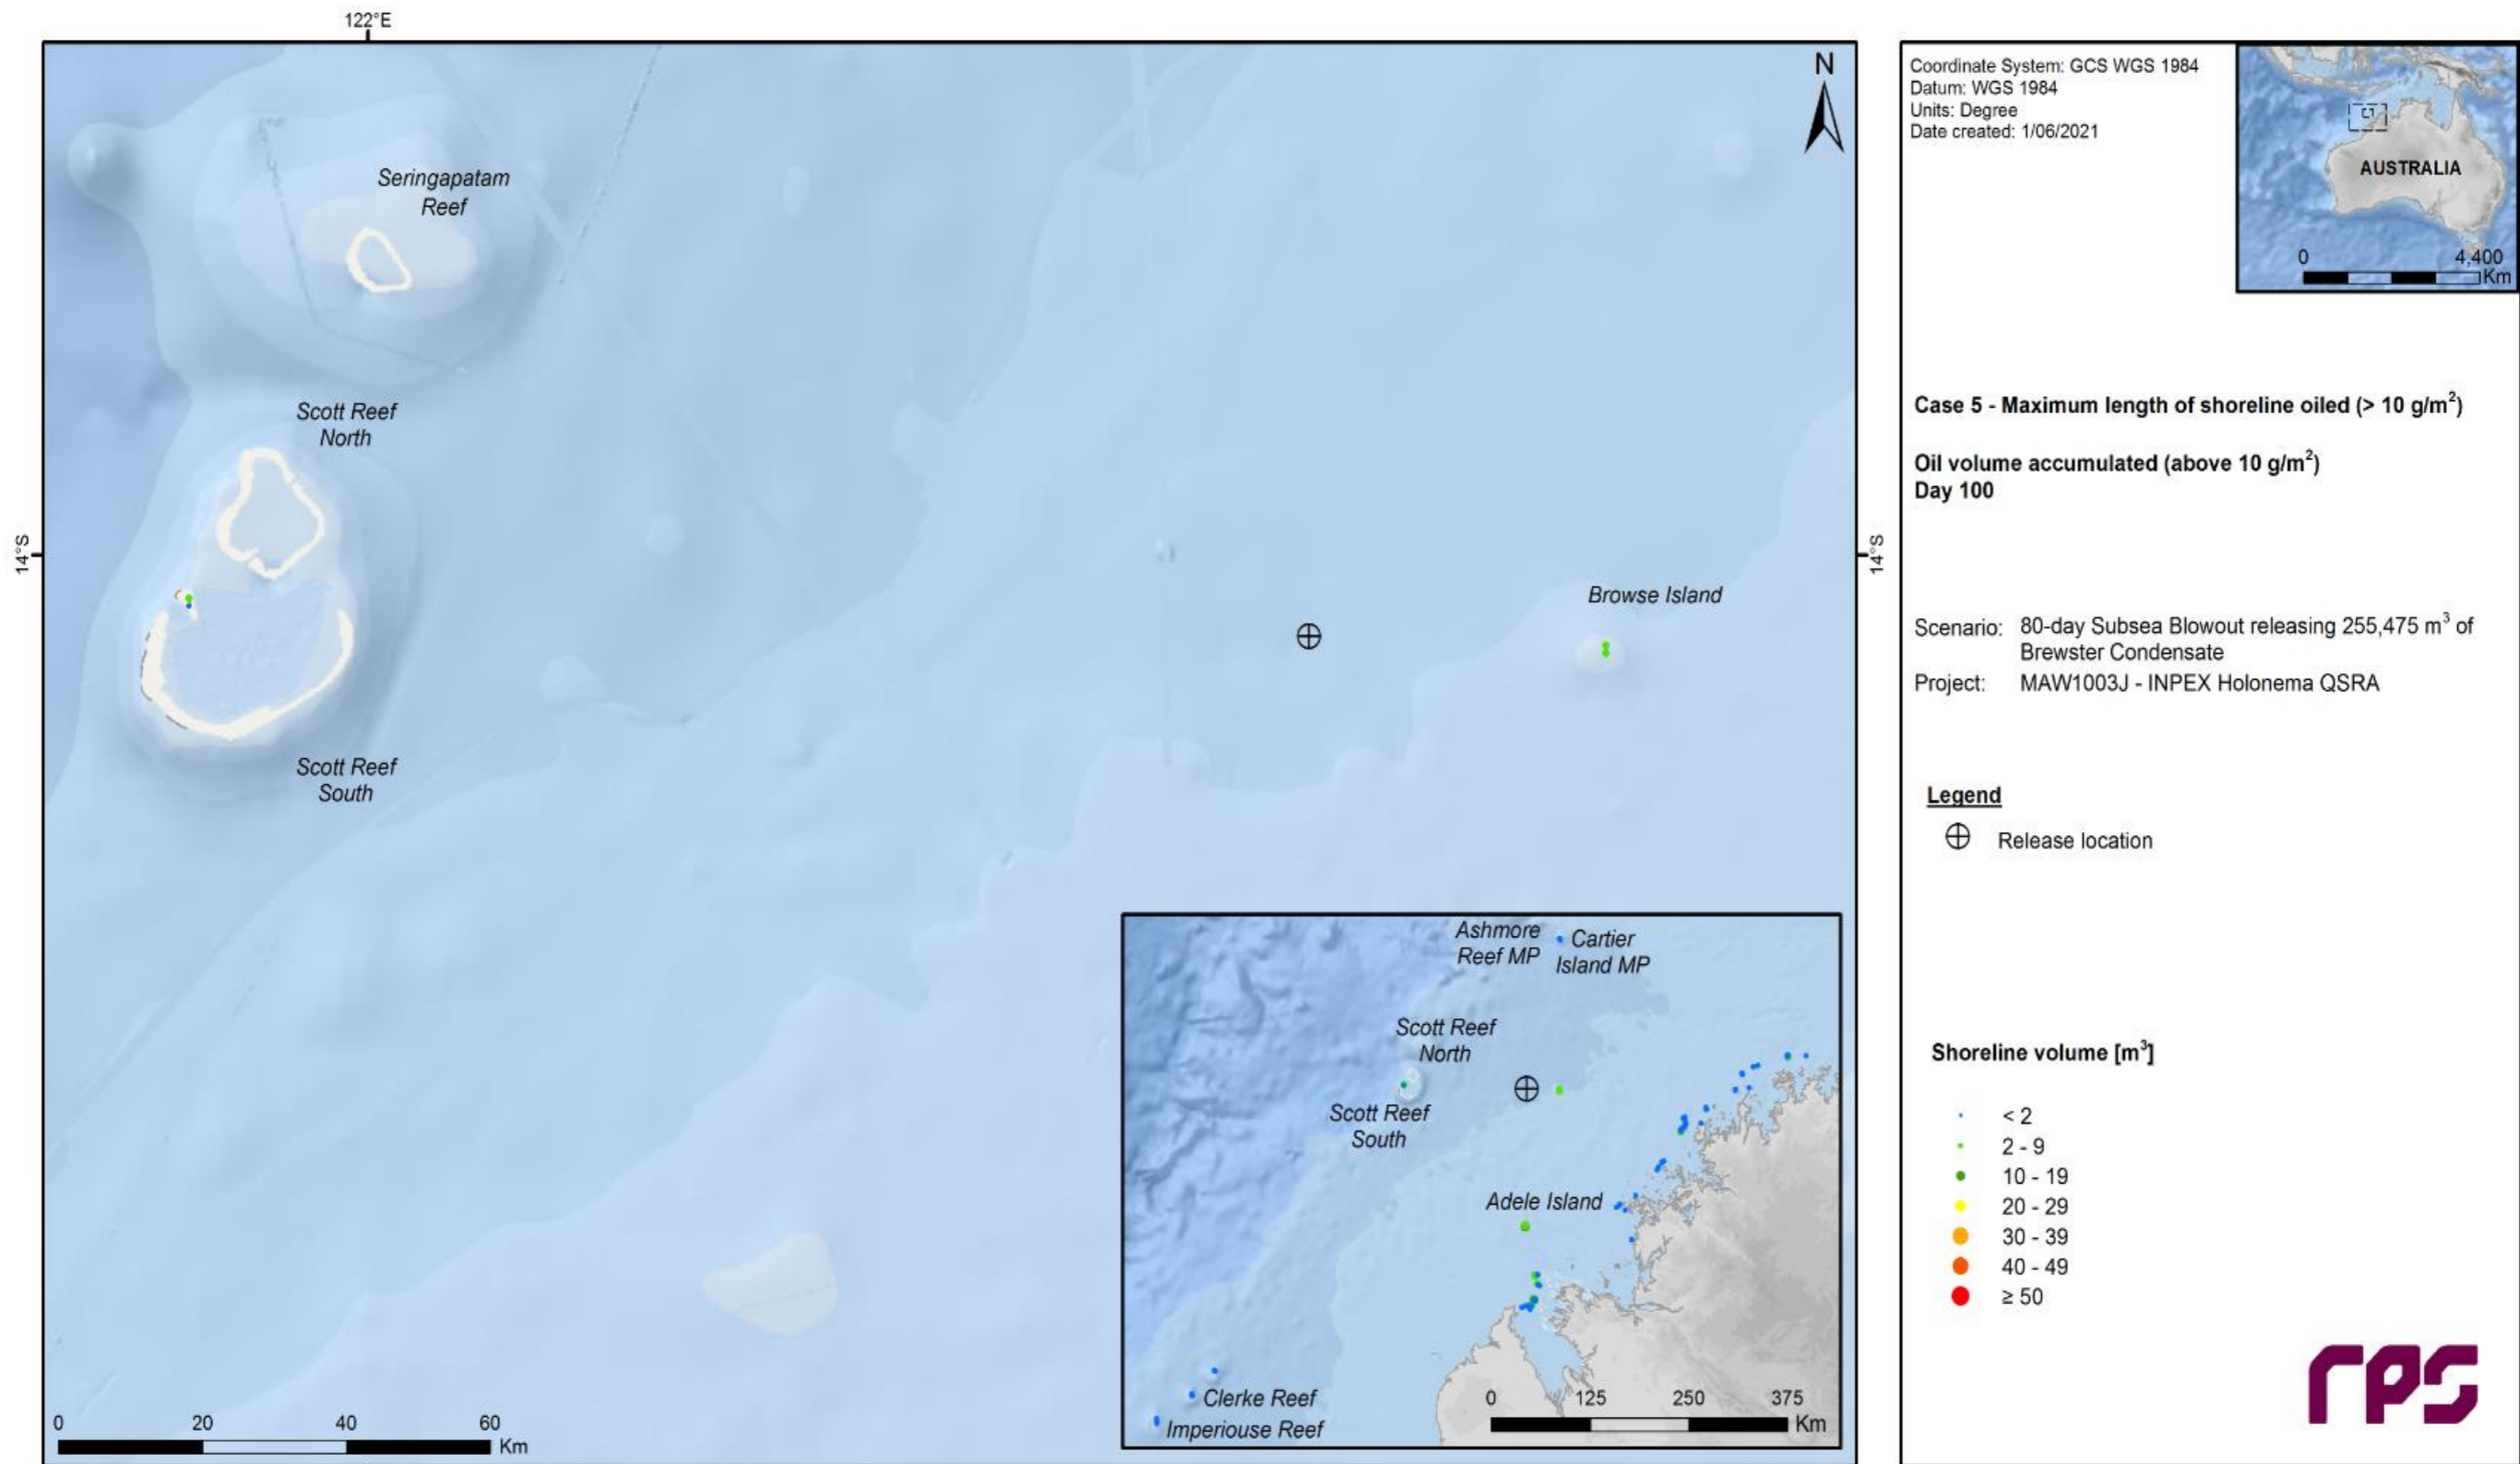 122°E
14°S
14°S
N
Seringapatam
Reef
Scott Reef
North
Scott Reef
South
Browse Island
0 20 40 60
Km
Ashmore
Reef MP
Cartier
Island MP
Scott Reef
North
Scott Reef
South
Adele Island
Clerke Reef
Imperiouse Reef
0 125 250 375
Km
Coordinate System: GCS WGS 1984
Datum: WGS 1984
Units: Degree
Date created: 1/06/2021
AUSTRALIA
0 4,400
Km
Case 5 - Maximum length of shoreline oiled (> 10 g/m²)
Oil volume accumulated (above 10 g/m²)
Day 100
Scenario: 80-day Subsea Blowout releasing 255,475 m³ of
Brewster Condensate
Project: MAW1003J - INPEX Holonema QSRA
Legend
Release location
Shoreline volume [m³]
< 2
2 - 9
10 - 19
20 - 29
30 - 39
40 - 49
≥ 50
rps